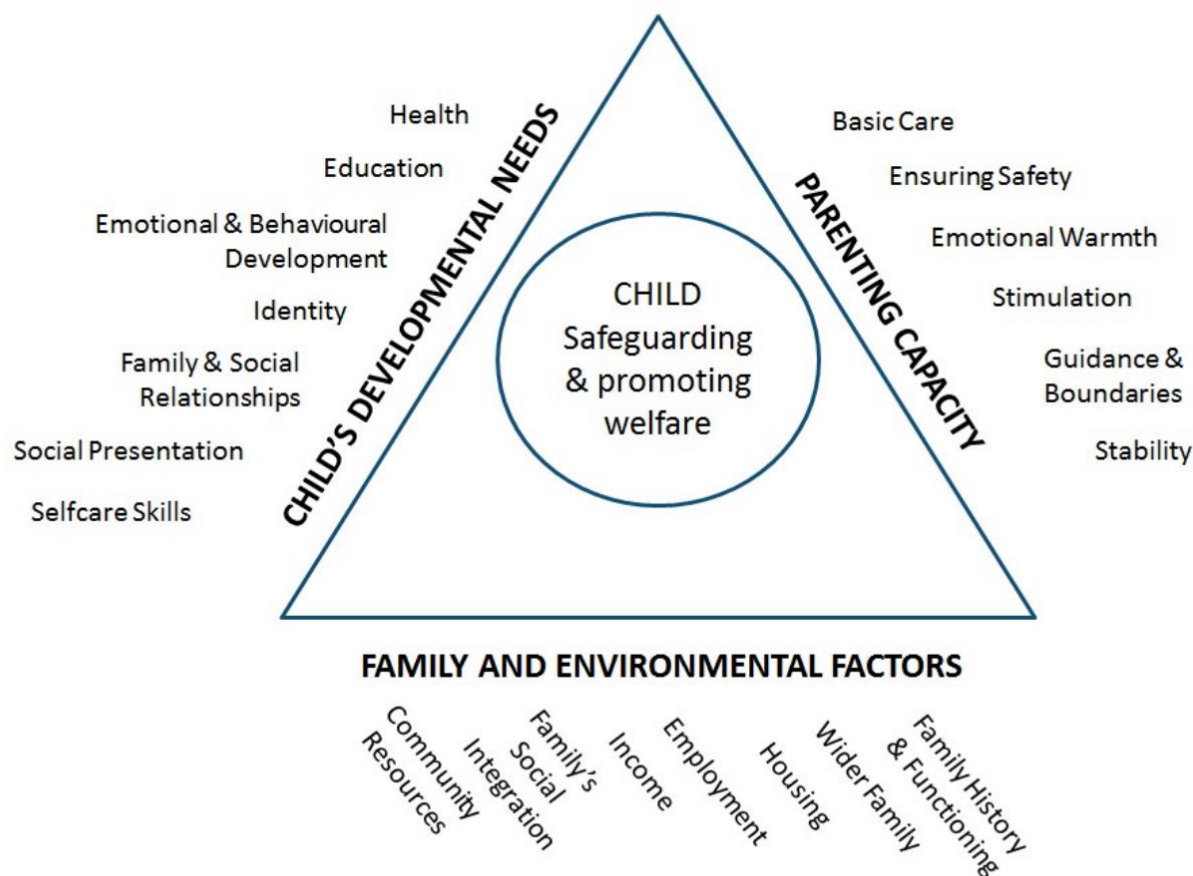 Health
Education
Emotional & Behavioural
Development
Identity
Family & Social
Relationships
Social Presentation
Selfcare Skills
CHILD'S DEVELOPMENTAL NEEDS
CHILD
Safeguarding
& promoting
welfare
PARENTING CAPACITY
Basic Care
Ensuring Safety
Emotional Warmth
Stimulation
Guidance &
Boundaries
Stability
FAMILY AND ENVIRONMENTAL FACTORS
Community
Resources
Family's
Social
Integration
Income
Employment
Housing
Wider Family
Family History
& Functioning